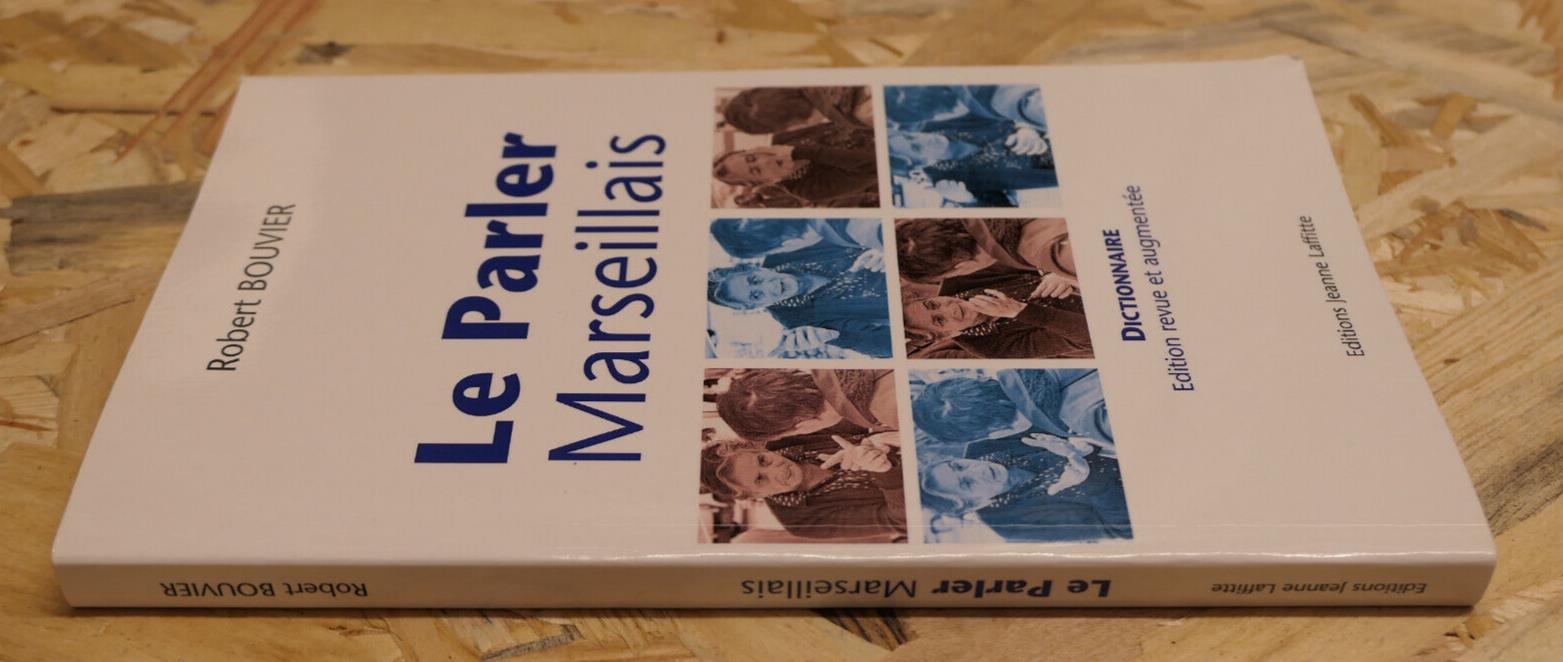 Robert BOUVIER
Le Parler
Marseillais
DICTIONNAIRE
Edition revue et augmentée
Editions Jeanne Laffitte
Robert BOUVIER
Le Parler Marseillais
Editions Jeanne Laffitte